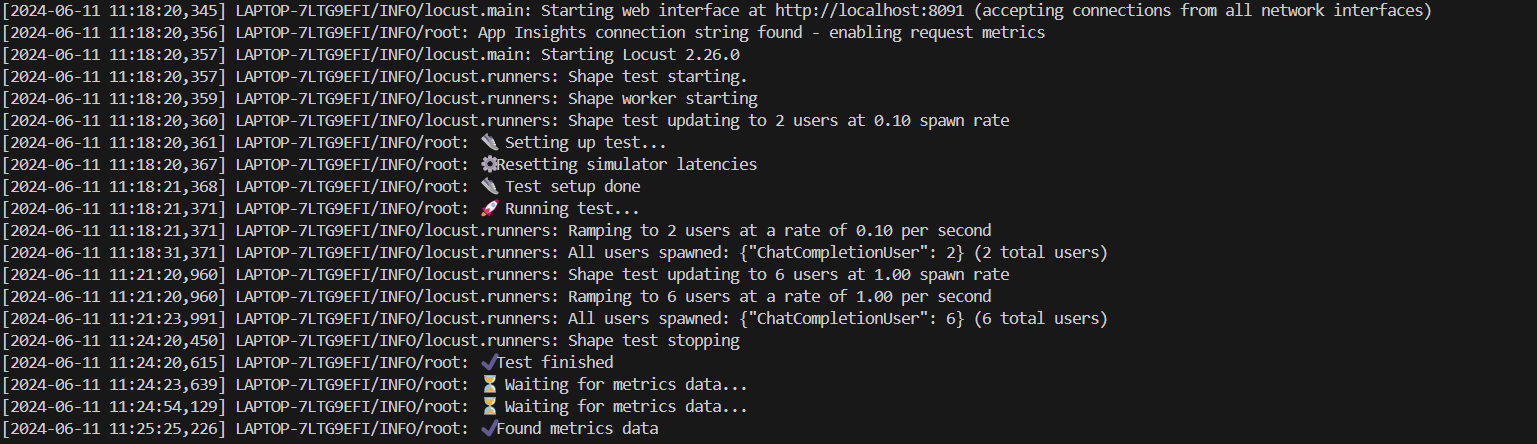 [2024-06-11 11:18:20,345] LAPTOP-7LTG9EFI/INFO/locust.main: Starting web interface at http://localhost:8091 (accepting connections from all network interfaces)
[2024-06-11 11:18:20,356] LAPTOP-7LTG9EFI/INFO/root: App Insights connection string found - enabling request metrics
[2024-06-11 11:18:20,357] LAPTOP-7LTG9EFI/INFO/locust.main: Starting Locust 2.26.0
[2024-06-11 11:18:20,357] LAPTOP-7LTG9EFI/INFO/locust.runners: Shape test starting.
[2024-06-11 11:18:20,359] LAPTOP-7LTG9EFI/INFO/locust.runners: Shape worker starting
[2024-06-11 11:18:20,360] LAPTOP-7LTG9EFI/INFO/locust.runners: Shape test updating to 2 users at 0.10 spawn rate
[2024-06-11 11:18:20,361] LAPTOP-7LTG9EFI/INFO/root: Setting up test...
[2024-06-11 11:18:20,367] LAPTOP-7LTG9EFI/INFO/root: ⚙Resetting simulator latencies
[2024-06-11 11:18:21,368] LAPTOP-7LTG9EFI/INFO/root: Test setup done
[2024-06-11 11:18:21,371] LAPTOP-7LTG9EFI/INFO/root: 🚀 Running test...
[2024-06-11 11:18:21,371] LAPTOP-7LTG9EFI/INFO/locust.runners: Ramping to 2 users at a rate of 0.10 per second
[2024-06-11 11:18:31,371] LAPTOP-7LTG9EFI/INFO/locust.runners: All users spawned: {"ChatCompletionUser": 2} (2 total users)
[2024-06-11 11:21:20,960] LAPTOP-7LTG9EFI/INFO/locust.runners: Shape test updating to 6 users at 1.00 spawn rate
[2024-06-11 11:21:20,960] LAPTOP-7LTG9EFI/INFO/locust.runners: Ramping to 6 users at a rate of 1.00 per second
[2024-06-11 11:21:23,991] LAPTOP-7LTG9EFI/INFO/locust.runners: All users spawned: {"ChatCompletionUser": 6} (6 total users)
[2024-06-11 11:24:20,450] LAPTOP-7LTG9EFI/INFO/locust.runners: Shape test stopping
[2024-06-11 11:24:20,615] LAPTOP-7LTG9EFI/INFO/root: ✔Test finished
[2024-06-11 11:24:23,639] LAPTOP-7LTG9EFI/INFO/root: ⏳ Waiting for metrics data...
[2024-06-11 11:24:54,129] LAPTOP-7LTG9EFI/INFO/root: ⏳ Waiting for metrics data...
[2024-06-11 11:25:25,226] LAPTOP-7LTG9EFI/INFO/root: ✔Found metrics data